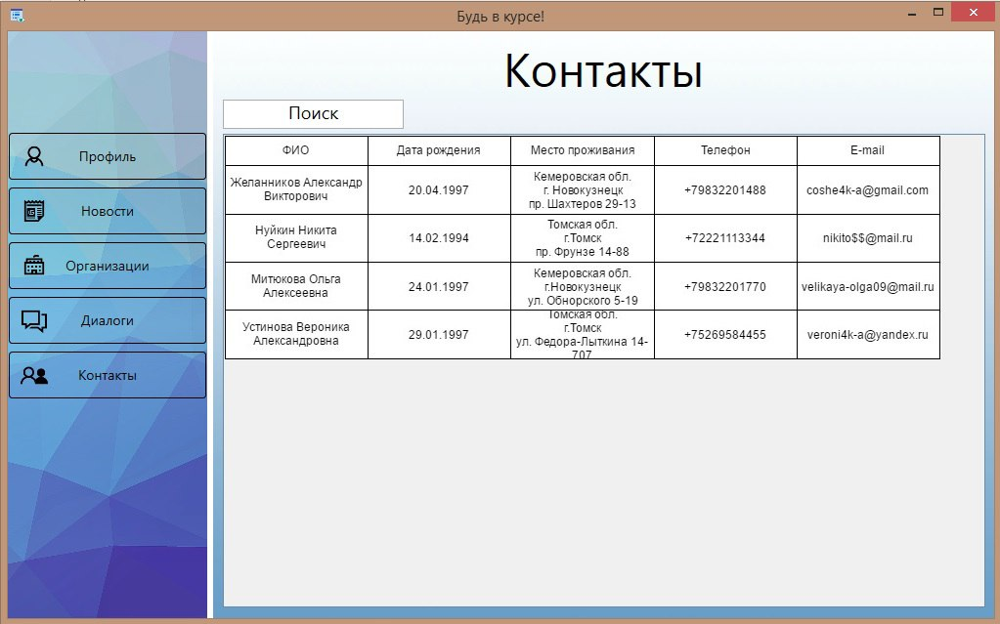 Будь в курсе!
Контакты
Поиск
Профиль
Новости
Организации
Диалоги
Контакты
ФИО Дата рождения Место проживания Телефон E-mail
Желанников Александр
Викторович
20.04.1997
Кемеровская обл.
г. Новокузнецк
пр. Шахтеров 29-13
+79832201488
coshe4k-a@gmail.com
Нуйкин Никита
Сергеевич
14.02.1994
Томская обл.
г.Томск
пр. Фрунзе 14-88
+72221113344
nikito$$@mail.ru
Митюкова Ольга
Алексеевна
24.01.1997
Кемеровская обл.
г.Новокузнецк
ул. Обнорского 5-19
+79832201770
velikaya-olga09@mail.ru
Устинова Вероника
Александровна
29.01.1997
Томская обл.
г.Томск
ул. Федора-Лыткина 14-
707
+75269584455
veroni4k-a@yandex.ru